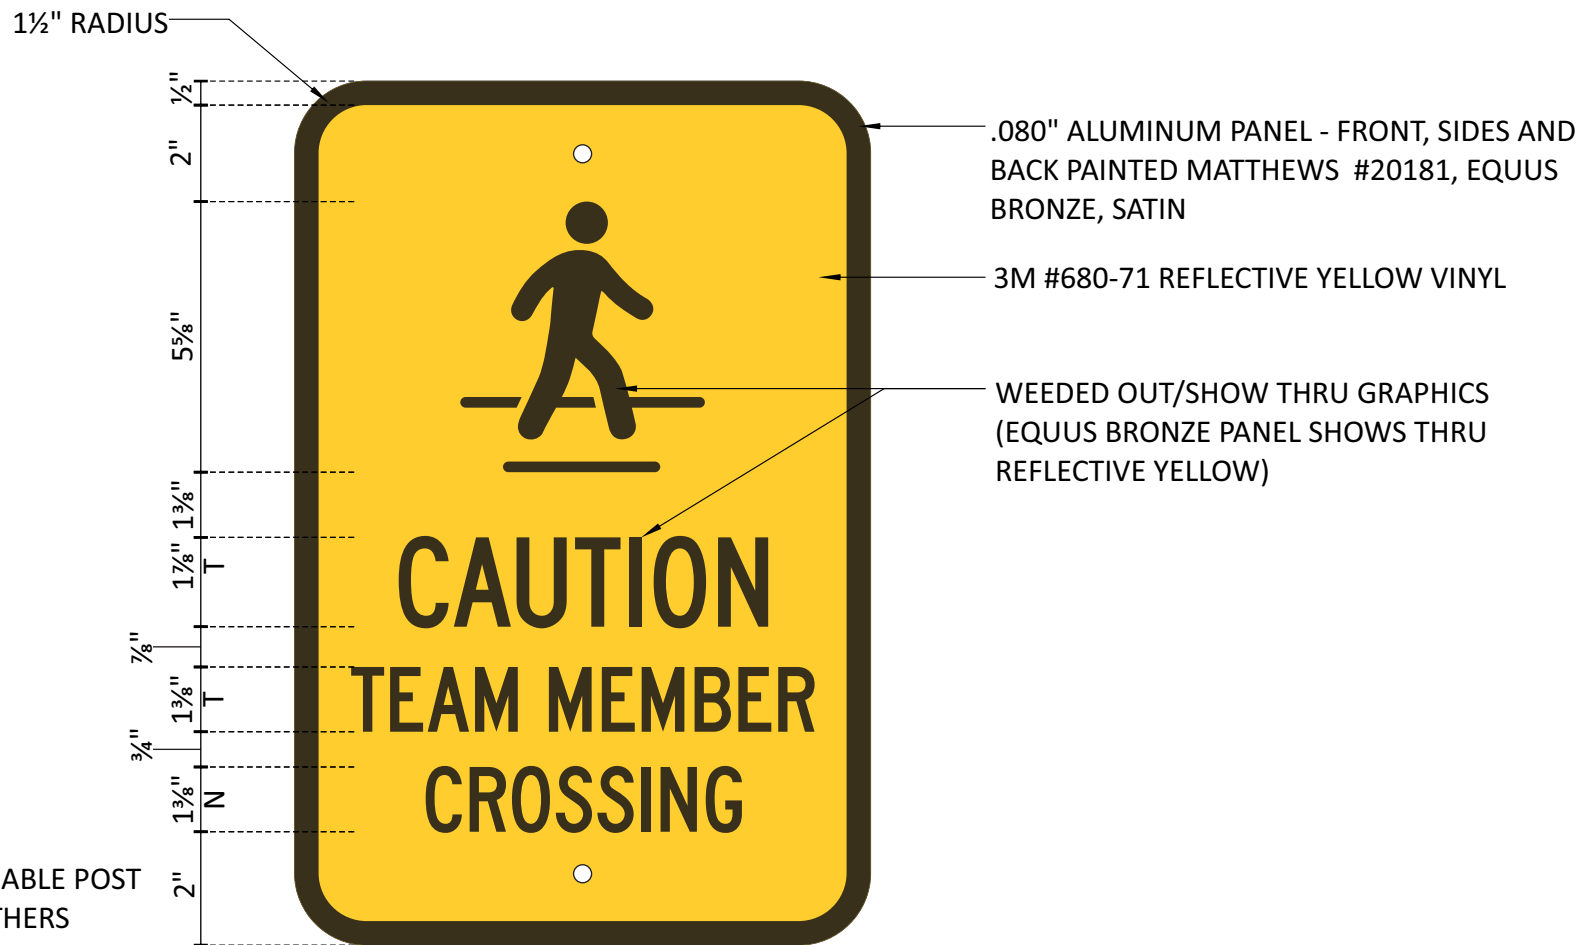 1½" RADIUS
½"
2"
5⅝"
1⅜"
1⅞"
T
⅞"
1⅜"
T
¾"
1⅜"
N
2"
ABLE POST
THERS
CAUTION
TEAM MEMBER
CROSSING
.080" ALUMINUM PANEL - FRONT, SIDES AND
BACK PAINTED MATTHEWS #20181, EQUUS
BRONZE, SATIN
3M #680-71 REFLECTIVE YELLOW VINYL
WEEDED OUT/SHOW THRU GRAPHICS
(EQUUS BRONZE PANEL SHOWS THRU
REFLECTIVE YELLOW)